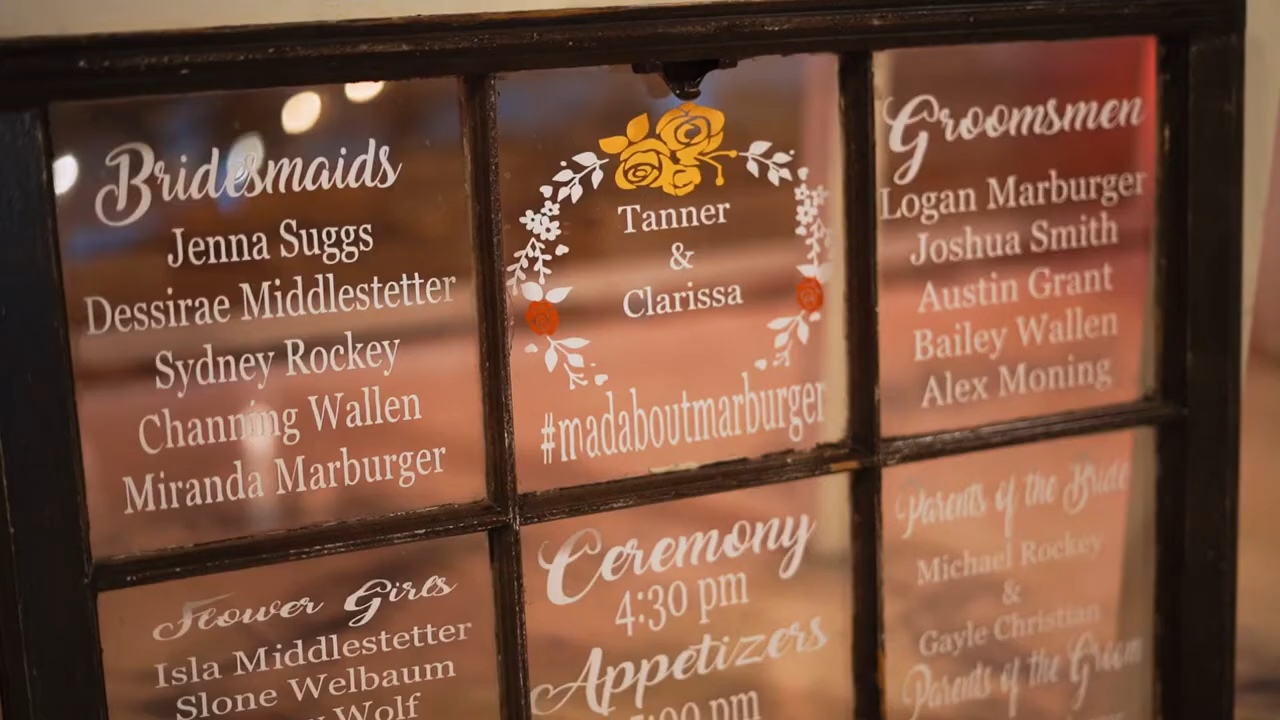 Bridesmaids
Jenna Suggs
Dessirae Middlestetter
Sydney Rockey
Channing Wallen
Miranda Marburger
Tanner
&
Clarissa
#madaboutmarburger
Groomsmen
Logan Marburger
Joshua Smith
Austin Grant
Bailey Wallen
Alex Moning
Flower Girls
Isla Middlestetter
Slone Welbaum
Wolf
Ceremony
4:30 pm
Appetizers
pm
Parents of the Bride
Michael Rockey
&
Gayle Christian
Parents of the Groom